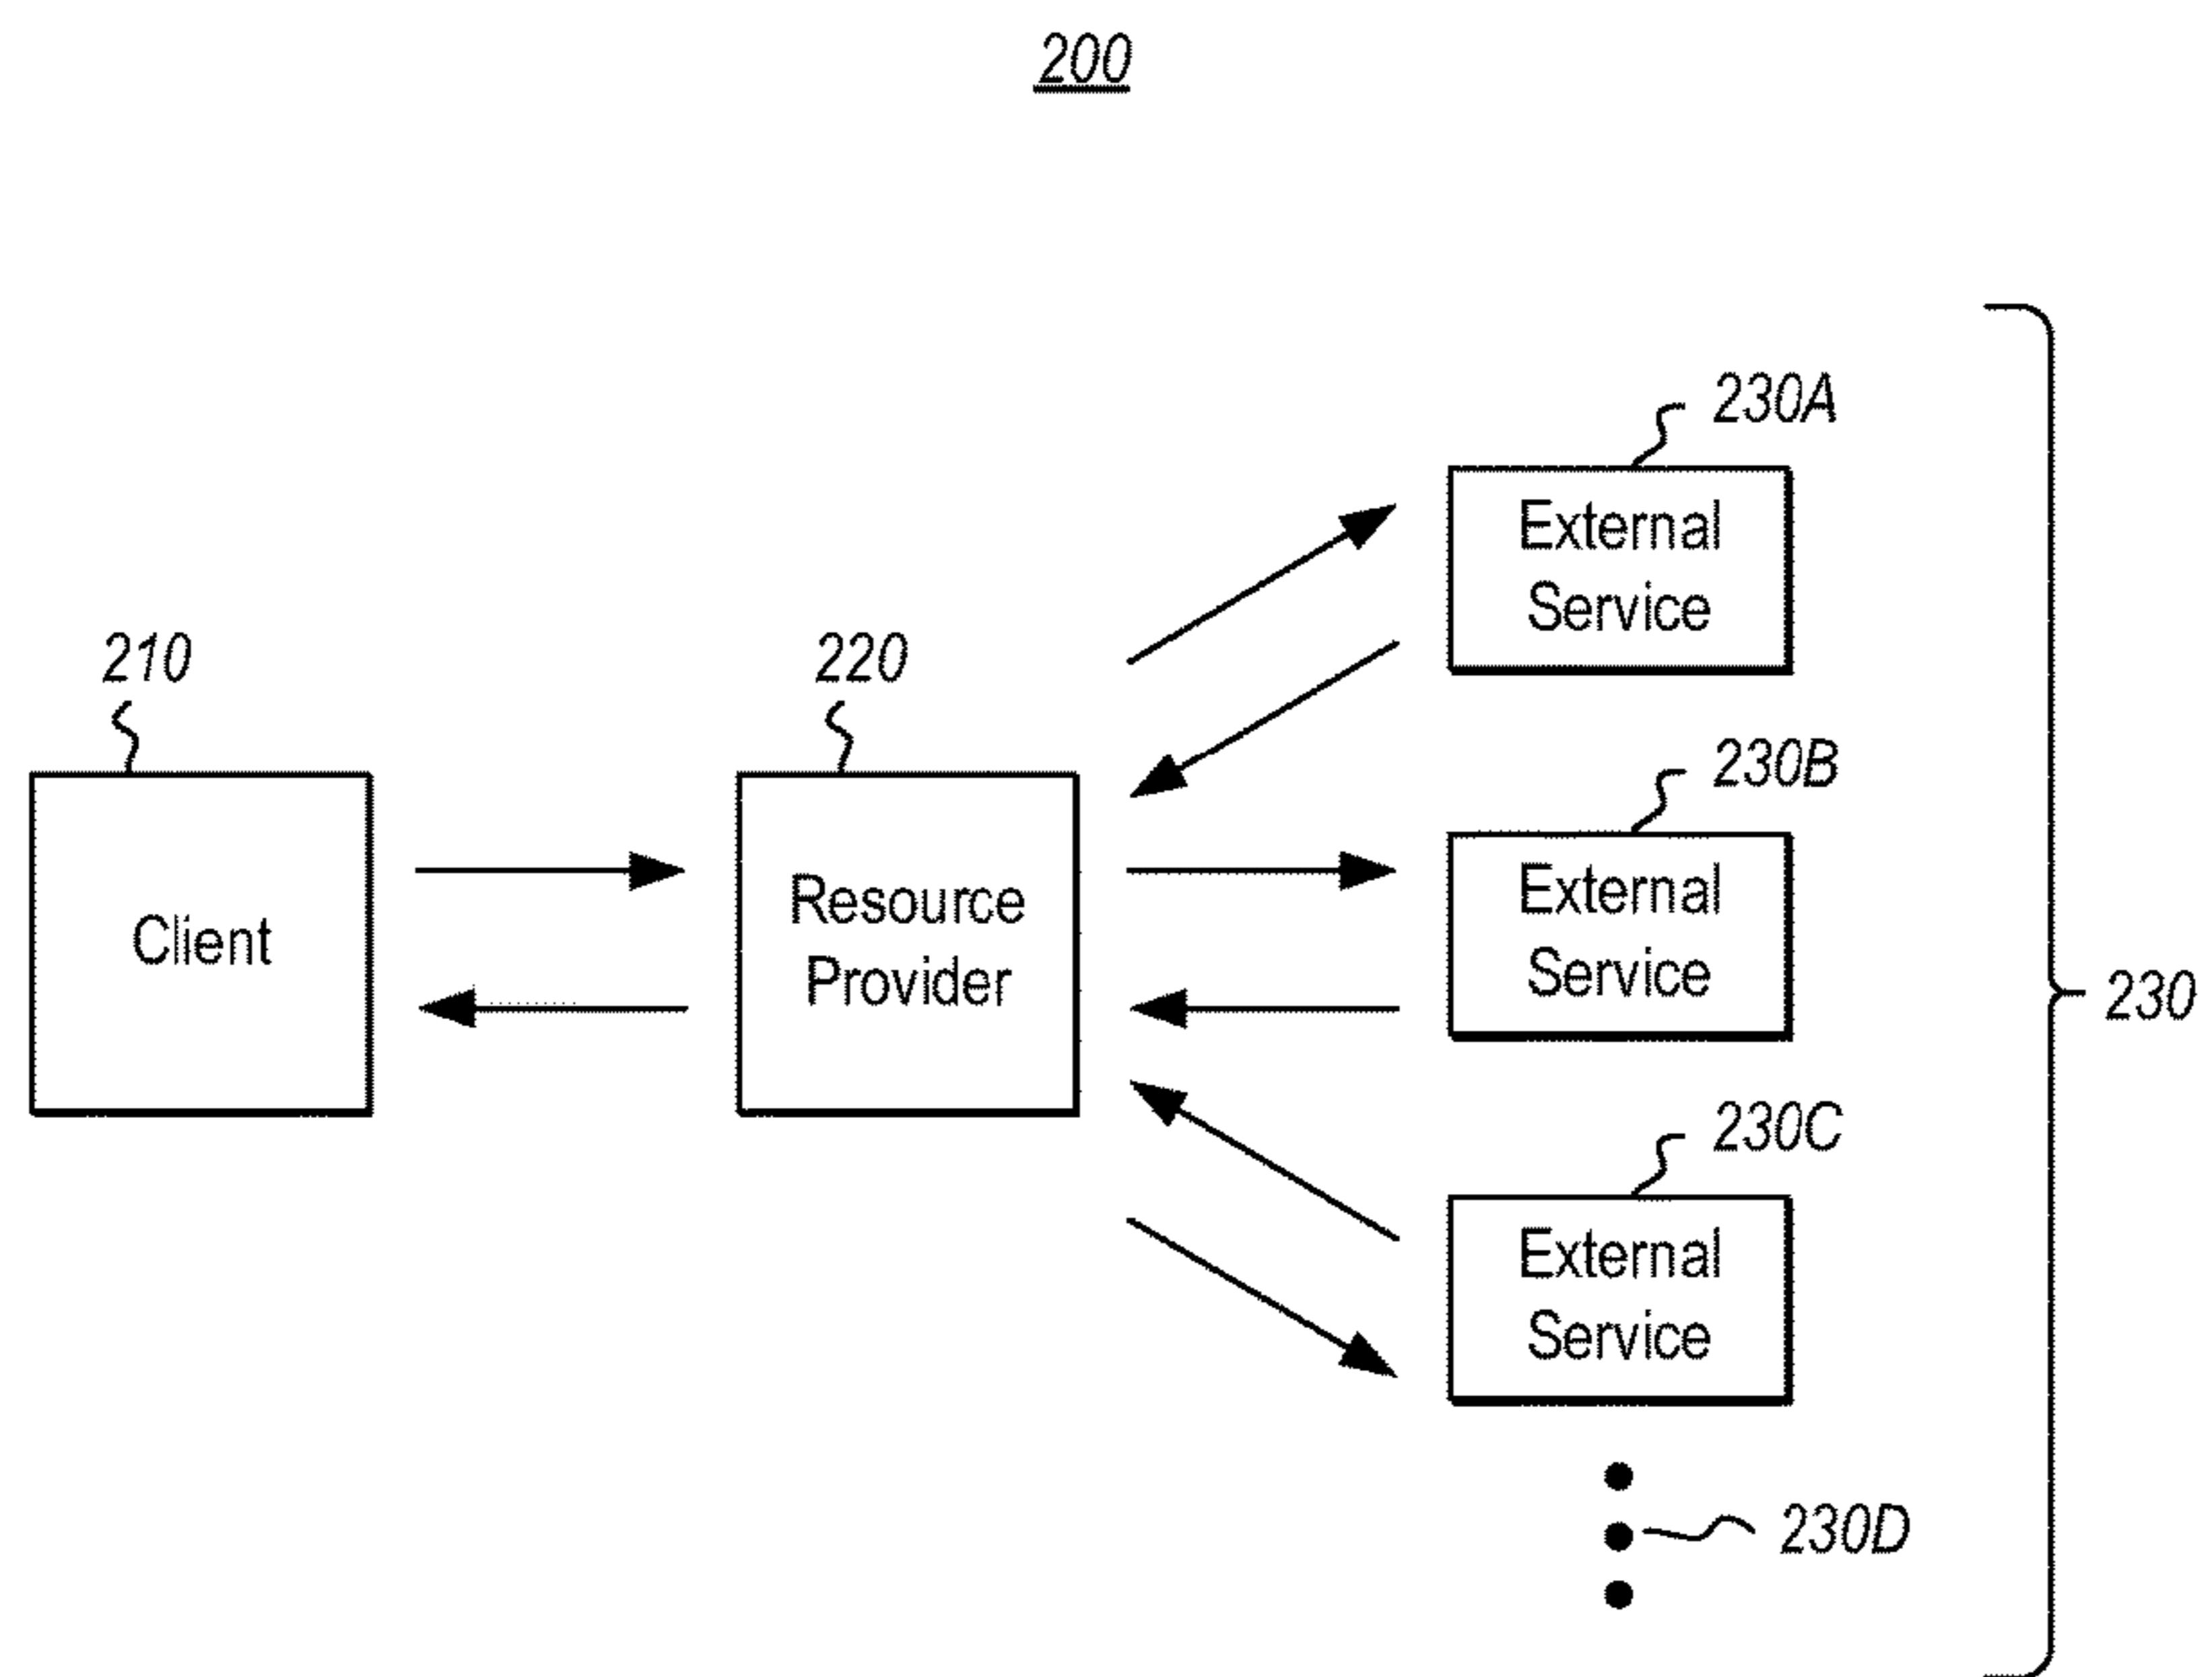 200
230A
External
Service
210
220
230B
Client
Resource
Provider
External
Service
230
230C
External
Service
230D